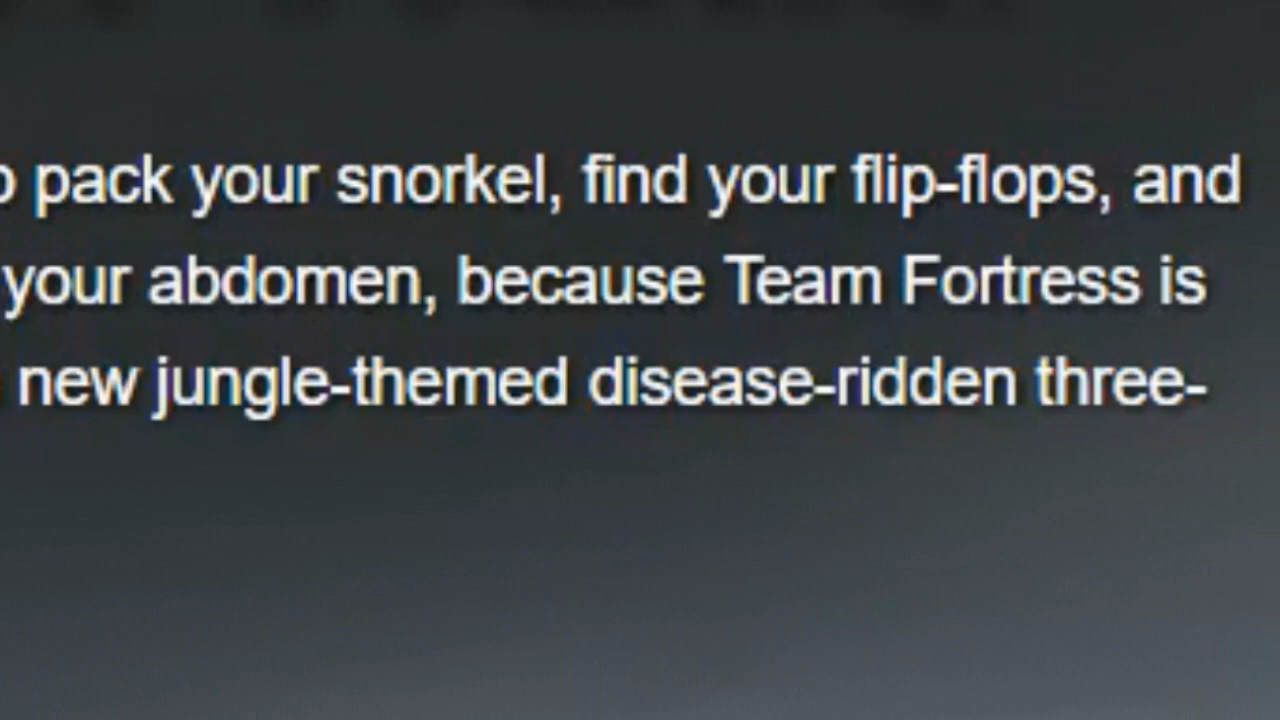 pack your snorkel, find your flip-flops, and
your abdomen, because Team Fortress is
new jungle-themed disease-ridden three-